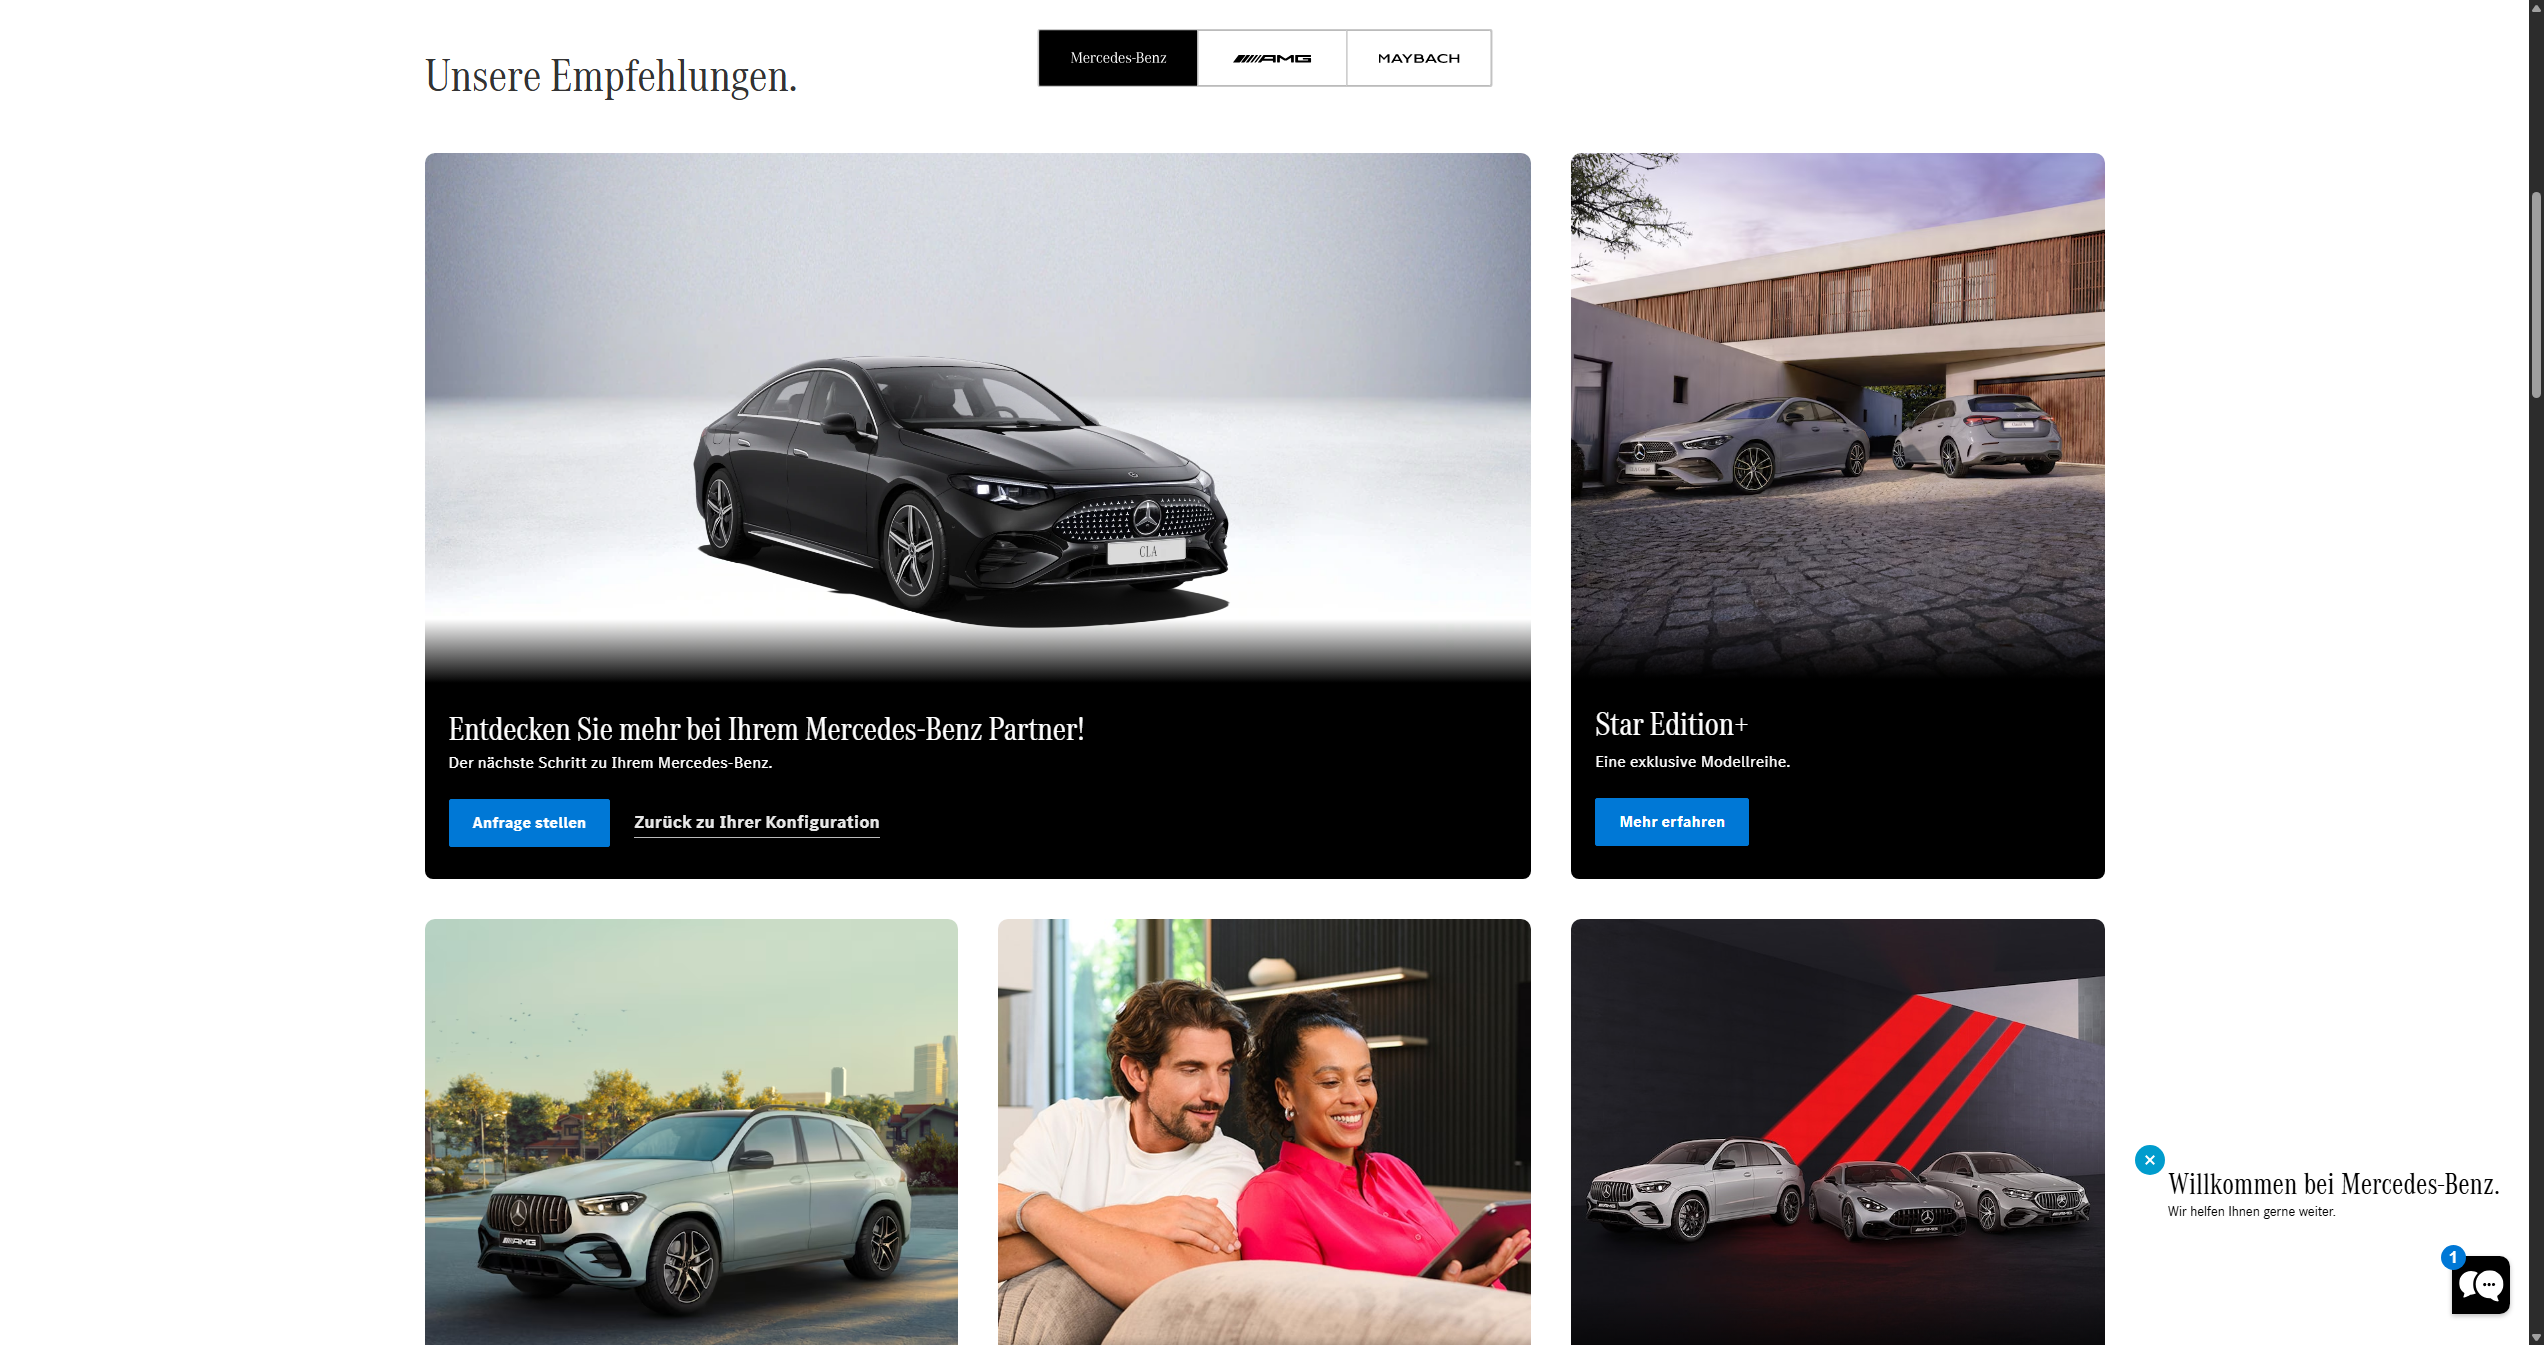 Unsere Empfehlungen.
Mercedes-Benz
AMG
MAYBACH
CLA
Entdecken Sie mehr bei Ihrem Mercedes-Benz Partner!
Der nächste Schritt zu Ihrem Mercedes-Benz.
Anfrage stellen
Zurück zu Ihrer Konfiguration
Star Edition+
Eine exklusive Modellreihe.
Mehr erfahren
AMG
Willkommen bei Mercedes-Benz.
Wir helfen Ihnen gerne weiter.
1